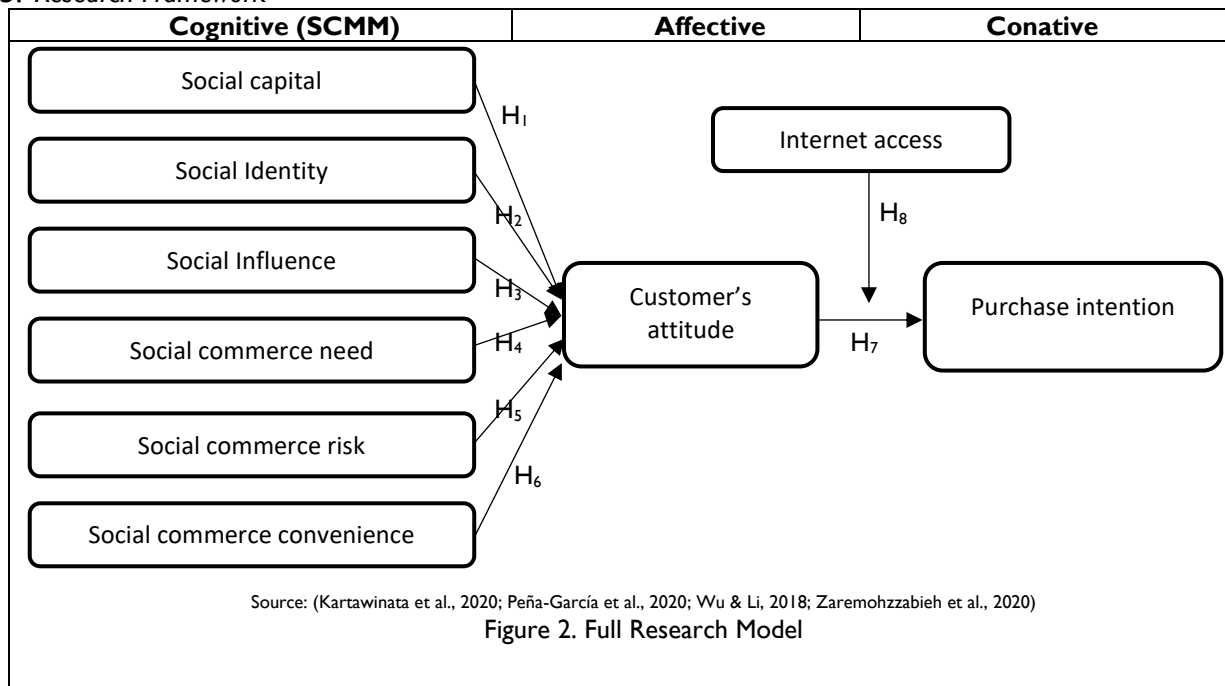 3. Research Framework
Cognitive (SCMM) Affective Conative
Social capital
H1
Internet access
Social Identity
H2
H8
Social Influence
H3
Customer's
attitude
Purchase intention
Social commerce need
H4
H7
H5
Social commerce risk
H6
Social commerce convenience
Source: (Kartawinata et al., 2020; Peña-García et al., 2020; Wu & Li, 2018; Zaremohzzabieh et al., 2020)
Figure 2. Full Research Model